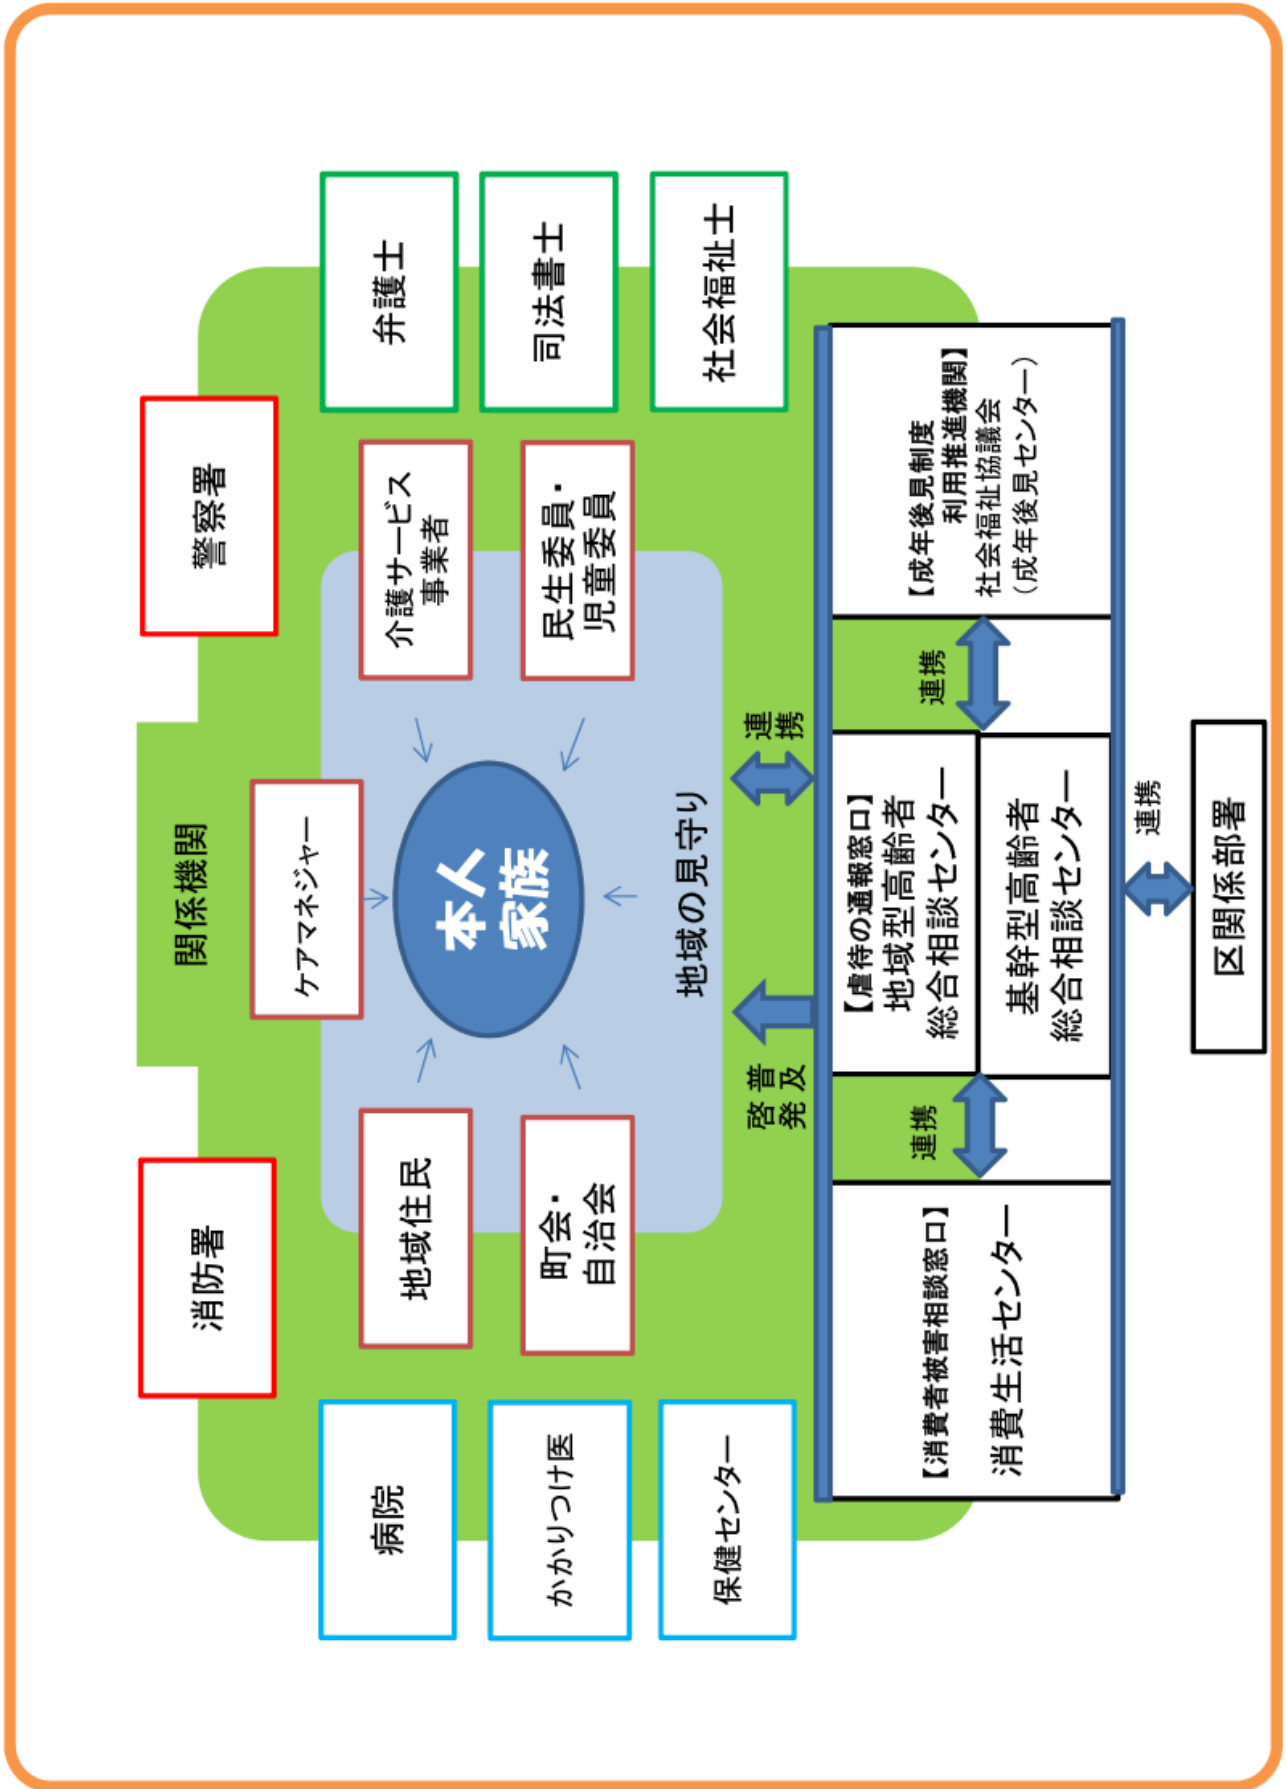 関係機関
消防署
警察署
ケアマネジャー
病院
かかりつけ医
保健センター
地域住民
町会・
自治会
本人
家族
介護サービス
事業者
民生委員・
児童委員
弁護士
司法書士
社会福祉士
地域の見守り
啓発
普及
連携
【消費者被害相談窓口】
消費生活センター
連携
【虐待の通報窓口】
地域型高齢者
総合相談センター
基幹型高齢者
総合相談センター
連携
【成年後見制度
利用推進機関】
社会福祉協議会
（成年後見センター）
連携
区関係部署